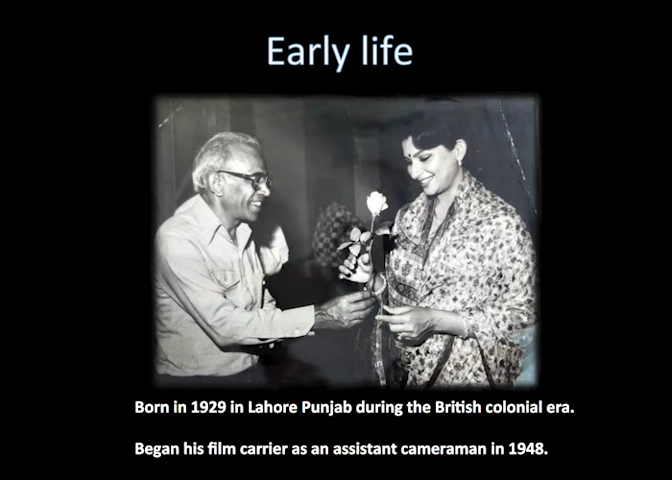 Early life
Born in 1929 in Lahore Punjab during the British colonial era.
Began his film carrier as an assistant cameraman in 1948.